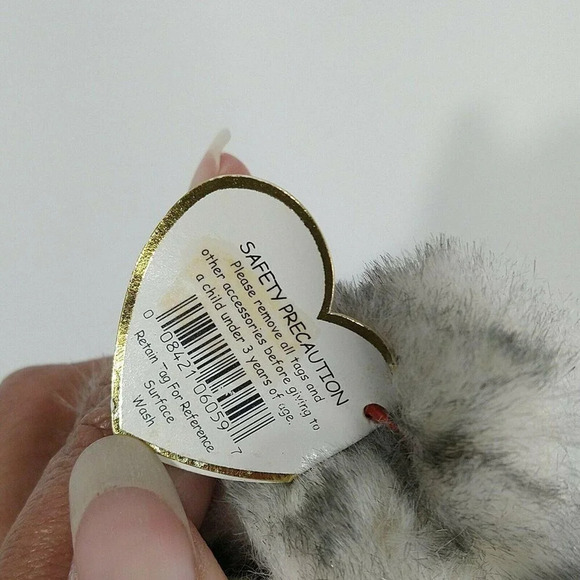 SAFETY PRECAUTION
Please remove all tags and
other accessories before giving to
a child under 3 years of age.
0 08421 06059 7
Retain Tag For Reference
Surface
Wash